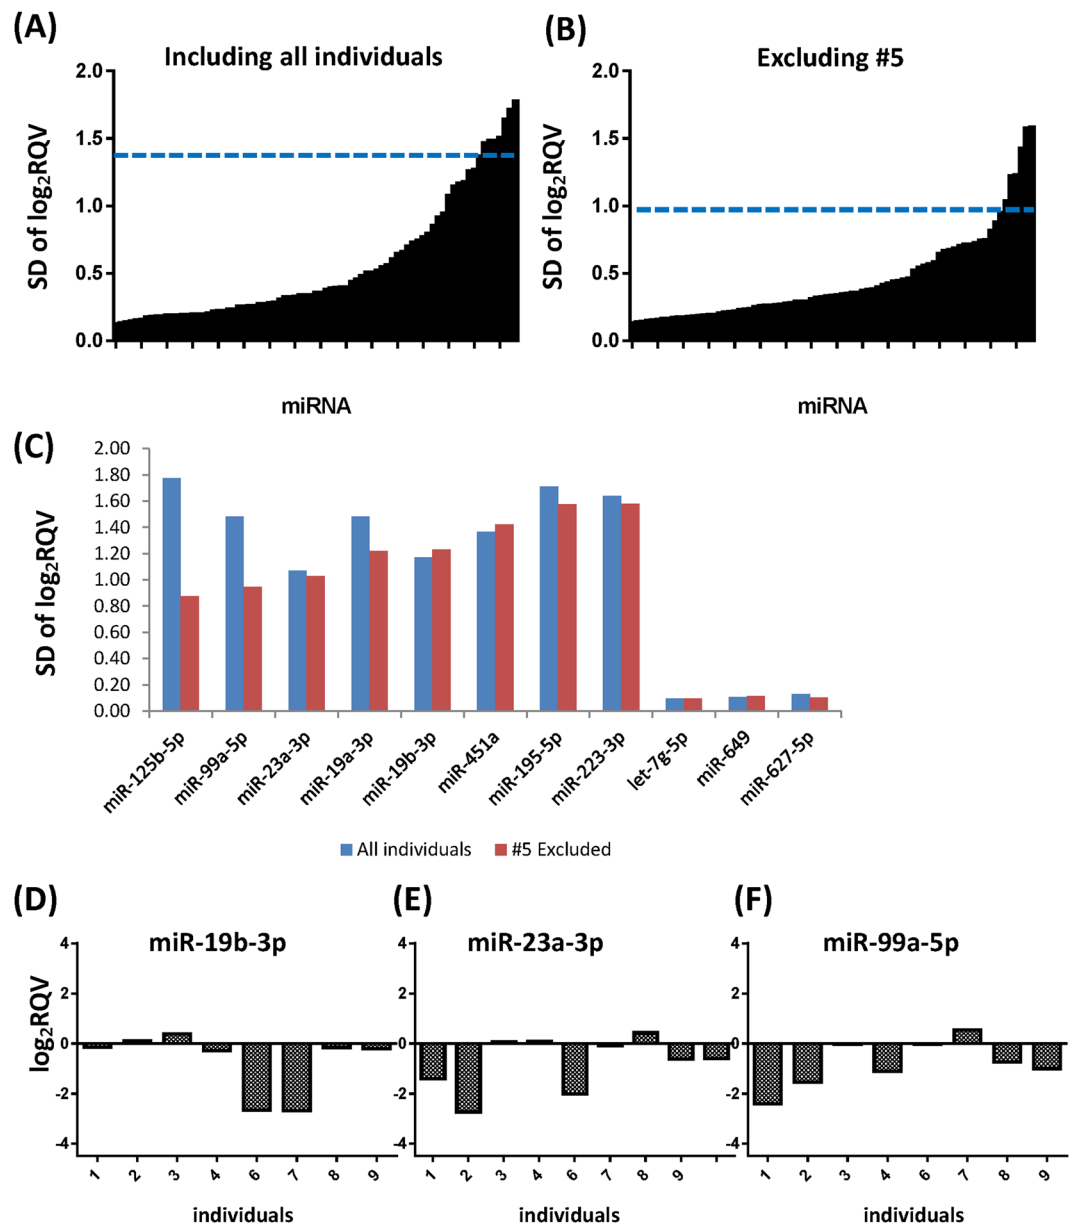 (A)
Including all individuals
2.0
1.5
1.0
0.5
0.0
SD of log₂RQV
miRNA
(B)
Excluding #5
2.0
1.5
1.0
0.5
0.0
SD of log₂RQV
miRNA
(C)
2.00
1.80
1.60
1.40
1.20
1.00
0.80
0.60
0.40
0.20
0.00
SD of log₂RQV
miR-125b-5p
miR-99a-5p
miR-23a-3p
miR-19a-3p
miR-19b-3p
miR-451a
miR-195-5p
miR-223-3p
let-7g-5p
miR-649
miR-627-5p
All individuals
#5 Excluded
(D)
miR-19b-3p
4
2
0
-2
-4
log₂RQV
1 2 3 4 6 7 8 9
individuals
(E)
miR-23a-3p
4
2
0
-2
-4
1 2 3 4 6 7 8 9
individuals
(F)
miR-99a-5p
4
2
0
-2
-4
1 2 3 4 6 7 8 9
individuals